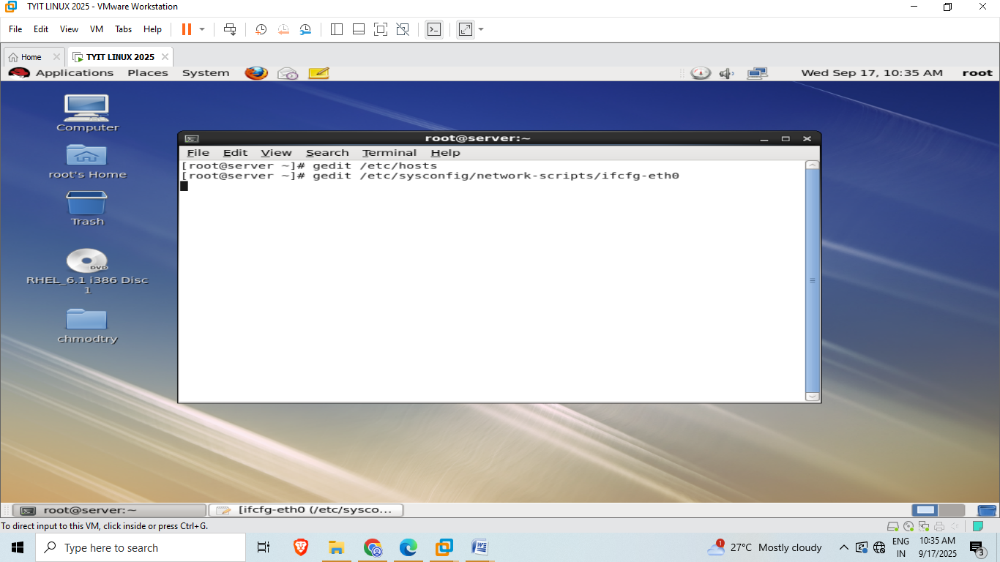 TYIT LINUX 2025 - VMware Workstation
File Edit View VM Tabs Help
Home TYIT LINUX 2025
Applications Places System Wed Sep 17, 10:35 AM root
Computer
root's Home
Trash
DVD
RHEL_6.1 i386 Disc
1
chmodtry
root@server:~
File Edit View Search Terminal Help
[root@server ~]# gedit /etc/hosts
[root@server ~]# gedit /etc/sysconfig/network-scripts/ifcfg-eth0
root@server:~ [ifcfg-eth0 (/etc/sysco...
To direct input to this VM, click inside or press Ctrl+G.
Type here to search
1
27°C Mostly cloudy
ENG
IN
10:35 AM
9/17/2025
3